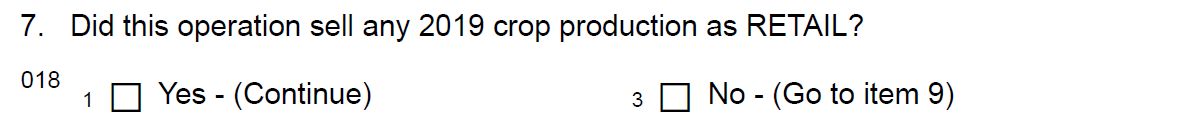 7. Did this operation sell any 2019 crop production as RETAIL?
018 1 Yes - (Continue) 3 No - (Go to item 9)